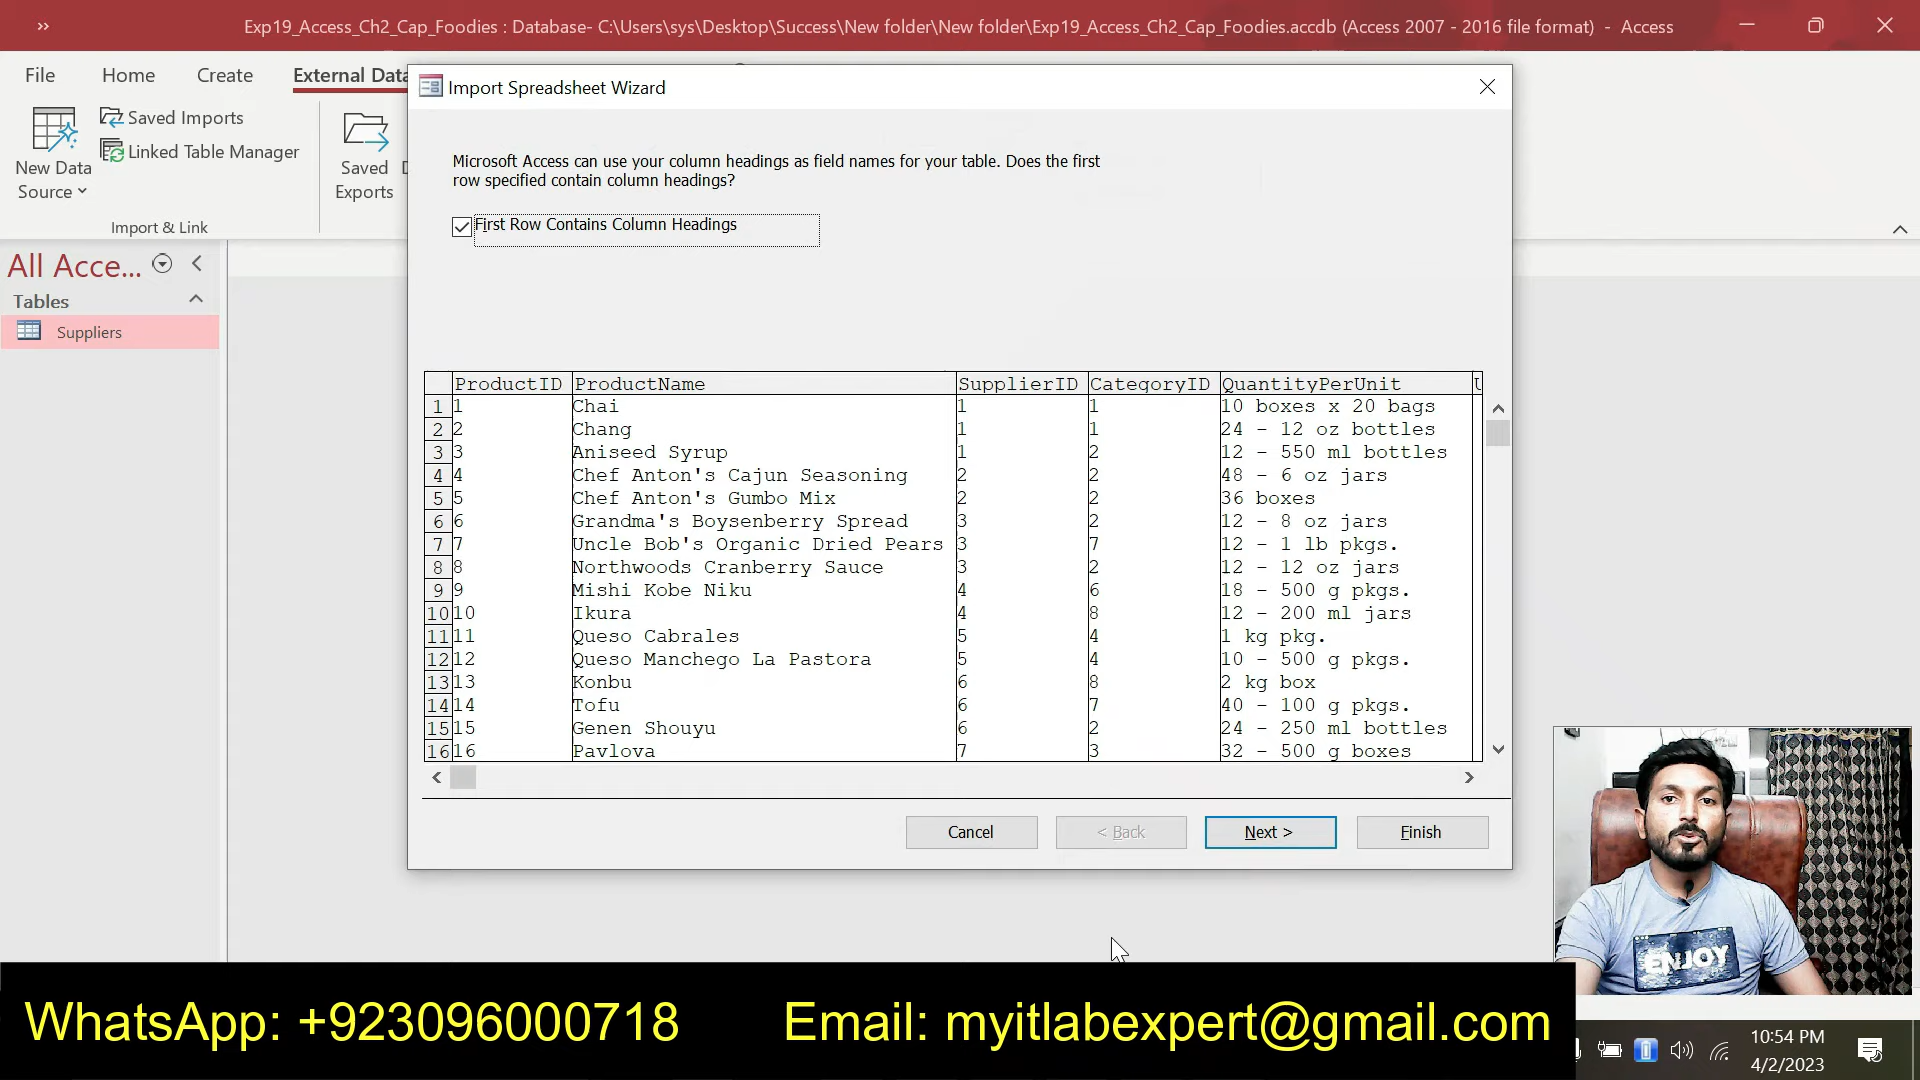 Exp19_Access_Ch2_Cap_Foodies : Database- C:\Users\sys\Desktop\Success\New folder\New folder\Exp19_Access_Ch2_Cap_Foodies.accdb (Access 2007 - 2016 file format) - Access
File Home Create External Data
Saved Imports
Linked Table Manager
New Data Source
Saved Exports
Import & Link
All Acce...
Tables
Suppliers
Import Spreadsheet Wizard
Microsoft Access can use your column headings as field names for your table. Does the first
row specified contain column headings?
First Row Contains Column Headings
ProductID ProductName SupplierID CategoryID QuantityPerUnit
1 1 Chai 1 1 10 boxes x 20 bags
2 2 Chang 1 1 24 - 12 oz bottles
3 3 Aniseed Syrup 1 2 12 - 550 ml bottles
4 4 Chef Anton's Cajun Seasoning 2 2 48 - 6 oz jars
5 5 Chef Anton's Gumbo Mix 2 2 36 boxes
6 6 Grandma's Boysenberry Spread 3 2 12 - 8 oz jars
7 7 Uncle Bob's Organic Dried Pears 3 7 12 - 1 lb pkgs.
8 8 Northwoods Cranberry Sauce 3 2 12 - 12 oz jars
9 9 Mishi Kobe Niku 4 6 18 - 500 g pkgs.
10 10 Ikura 4 8 12 - 200 ml jars
11 11 Queso Cabrales 5 4 1 kg pkg.
12 12 Queso Manchego La Pastora 5 4 10 - 500 g pkgs.
13 13 Konbu 6 8 2 kg box
14 14 Tofu 6 7 40 - 100 g pkgs.
15 15 Genen Shouyu 6 2 24 - 250 ml bottles
16 16 Pavlova 7 3 32 - 500 g boxes
Cancel < Back Next > Finish
ENJOY
WhatsApp: +923096000718 Email: myitlabexpert@gmail.com
10:54 PM
4/2/2023